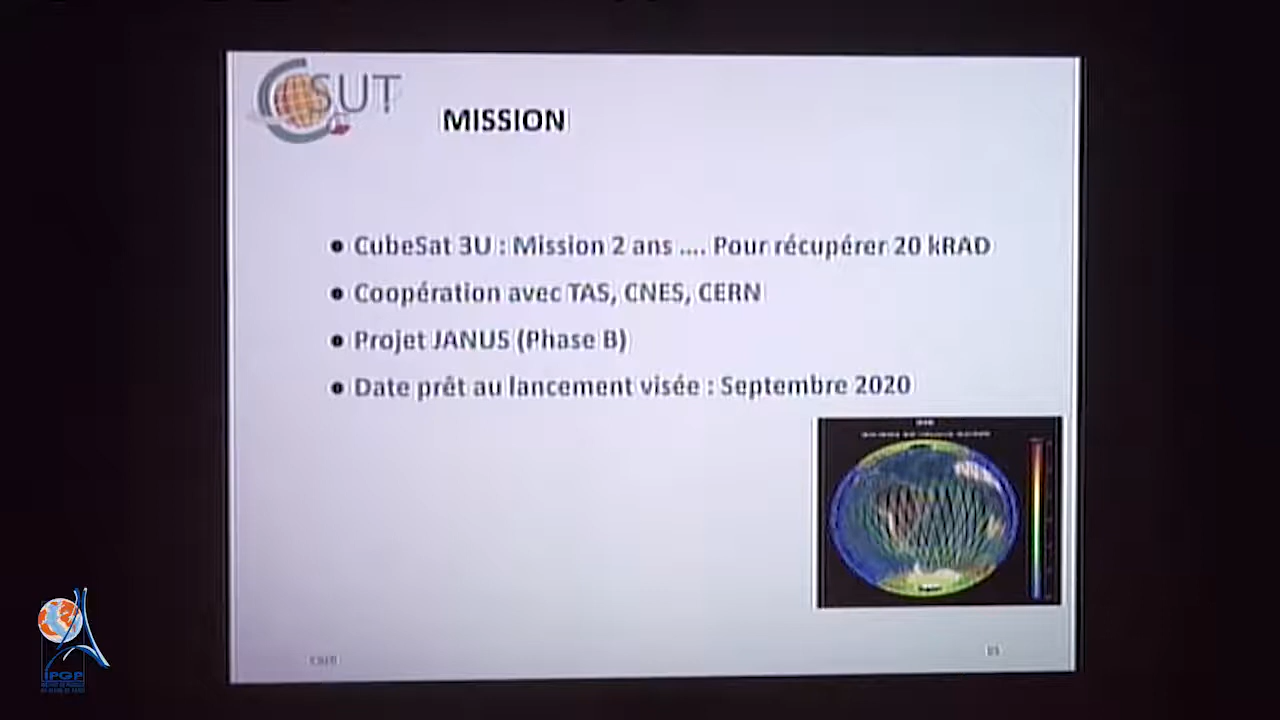 CSUT
MISSION
CubeSat 3U : Mission 2 ans .... Pour récupérer 20 kRAD
Coopération avec TAS, CNES, CERN
Projet JANUS (Phase B)
Date prêt au lancement visée : Septembre 2020
IPGP